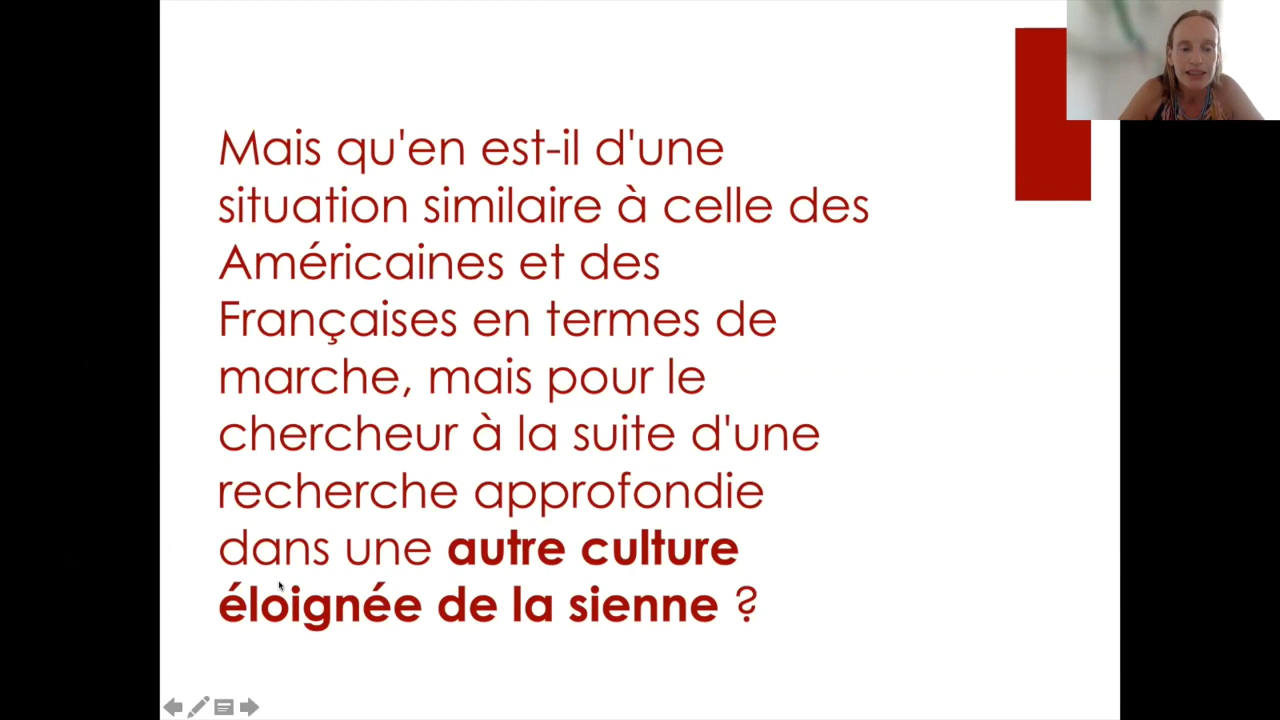 Mais qu'en est-il d'une
situation similaire à celle des
Américaines et des
Françaises en termes de
marche, mais pour le
chercheur à la suite d'une
recherche approfondie
dans une autre culture
éloignée de la sienne ?